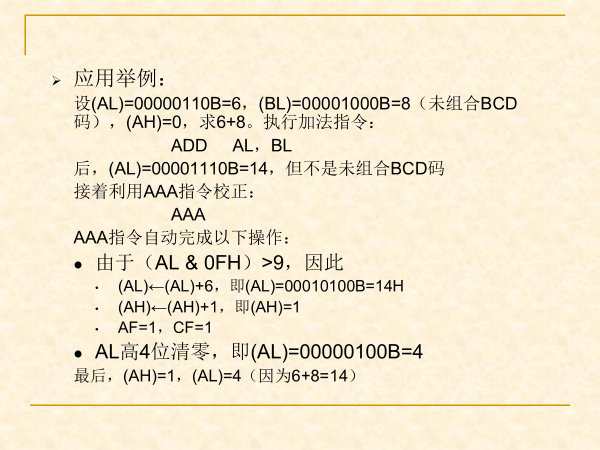 应用举例：
设(AL)=00000110B=6，(BL)=00001000B=8（未组合BCD
码），(AH)=0，求6+8。执行加法指令：
ADD AL，BL
后，(AL)=00001110B=14，但不是未组合BCD码
接着利用AAA指令校正：
AAA
AAA指令自动完成以下操作：
由于（AL & 0FH）>9，因此
(AL)←(AL)+6，即(AL)=00010100B=14H
(AH)←(AH)+1，即(AH)=1
AF=1，CF=1
AL高4位清零，即(AL)=00000100B=4
最后，(AH)=1，(AL)=4（因为6+8=14）